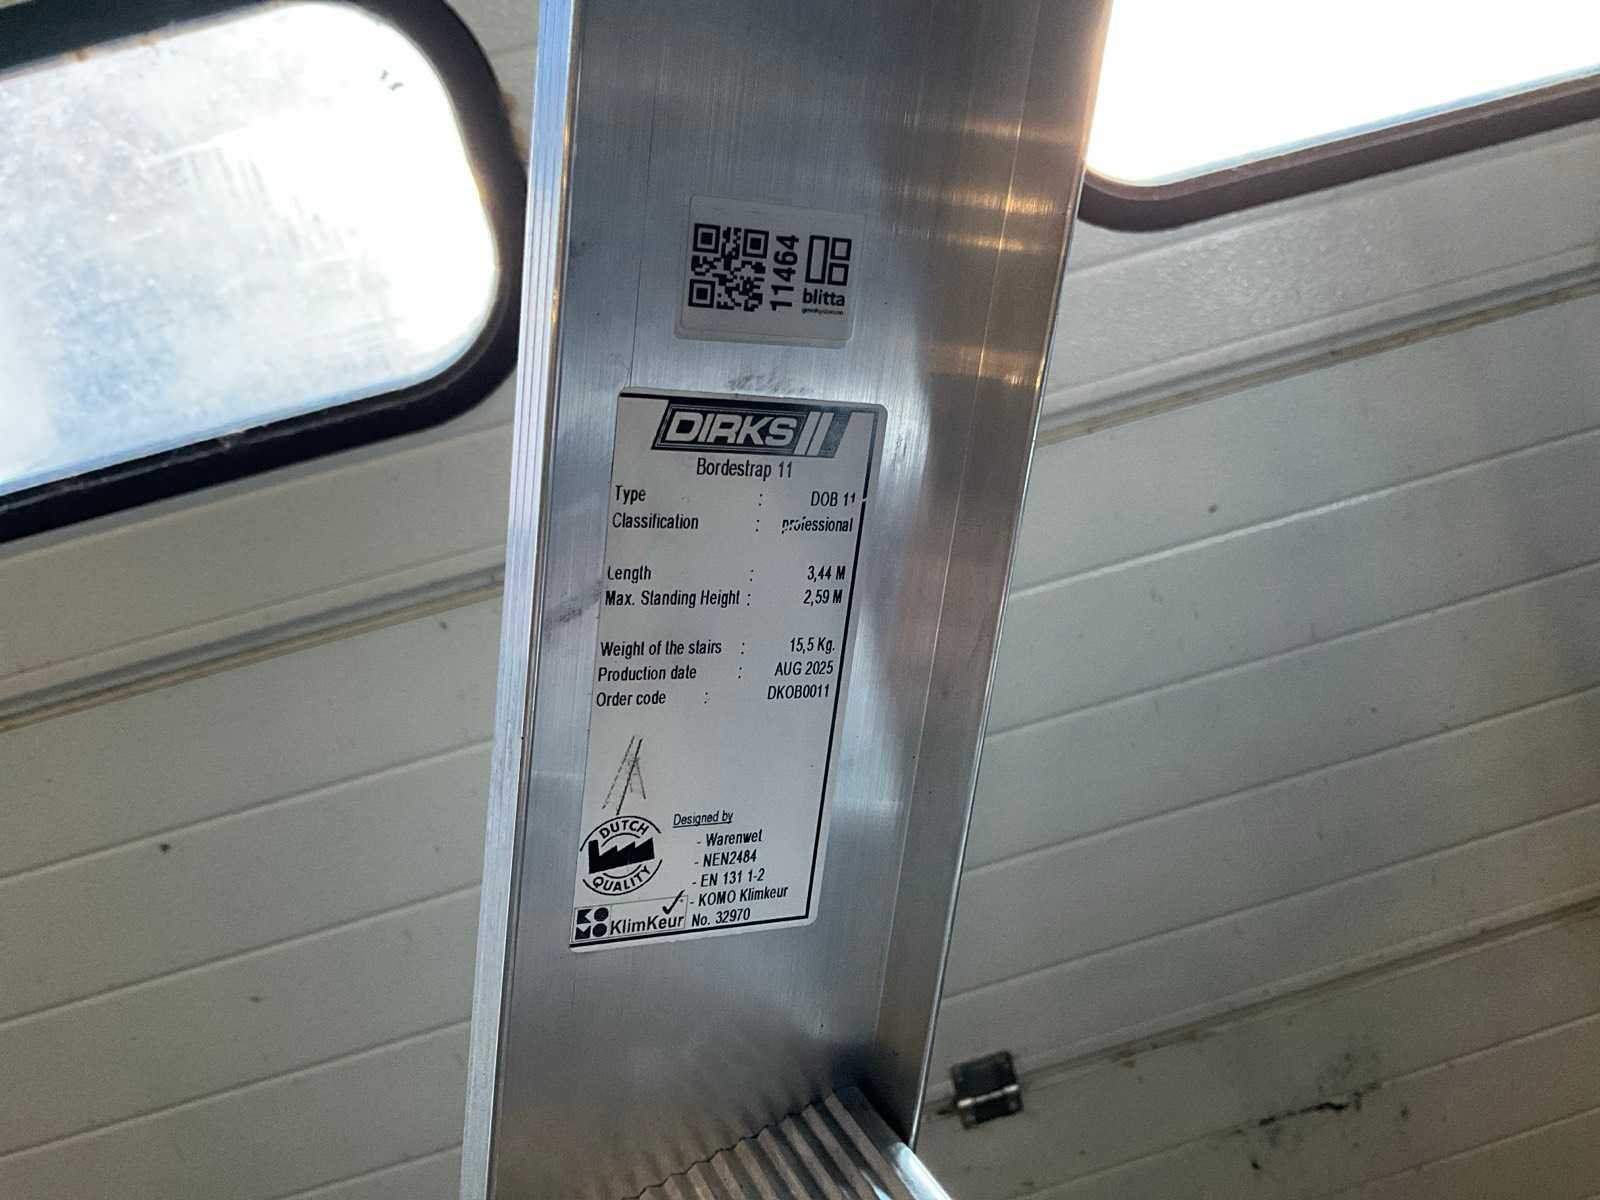 11464
blitta
DIRKS
Bordestrap 11
Type : DOB 11
Classification : professional
Length : 3,44 M
Max. Standing Height : 2,59 M
Weight of the stairs : 15,5 Kg.
Production date : AUG 2025
Order code : DKOB0011
DUTCH
QUALITY
Designed by
- Warenwet
- NEN2484
- EN 131 1-2
- KOMO Klimkeur
No. 32970
KOMO KlimKeur